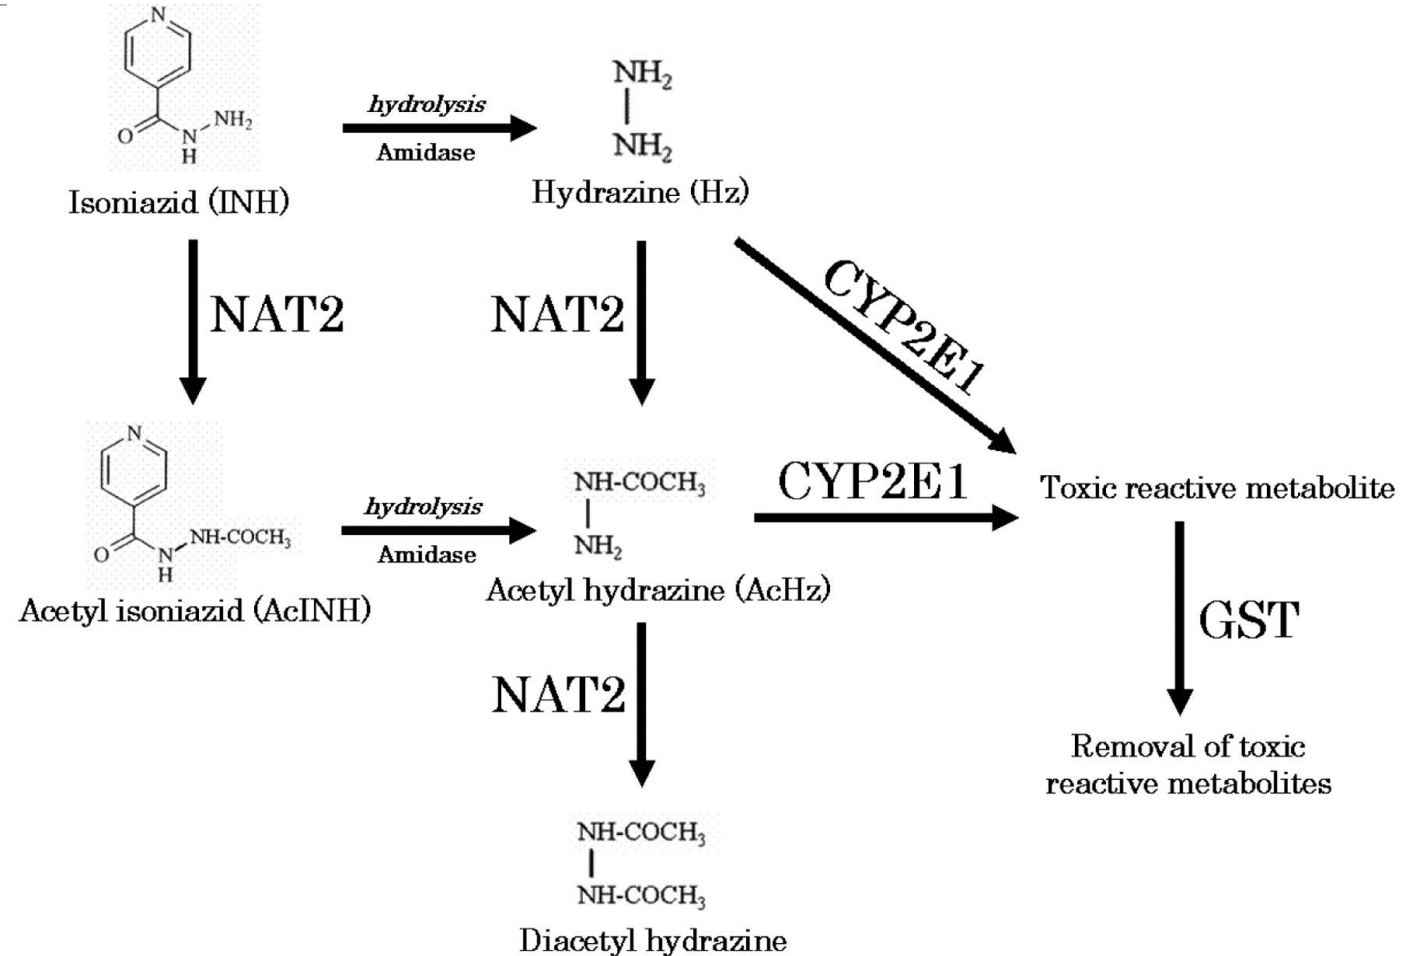 N
O
N
H
NH2
Isoniazid (INH)
hydrolysis
Amidase
NH2
NH2
Hydrazine (Hz)
NAT2
NAT2
CYP2E1
N
O
N
H
NH-COCH3
Acetyl isoniazid (AcINH)
hydrolysis
Amidase
NH-COCH3
NH2
Acetyl hydrazine (AcHz)
CYP2E1
Toxic reactive metabolite
NAT2
GST
Removal of toxic
reactive metabolites
NH-COCH3
NH-COCH3
Diacetyl hydrazine